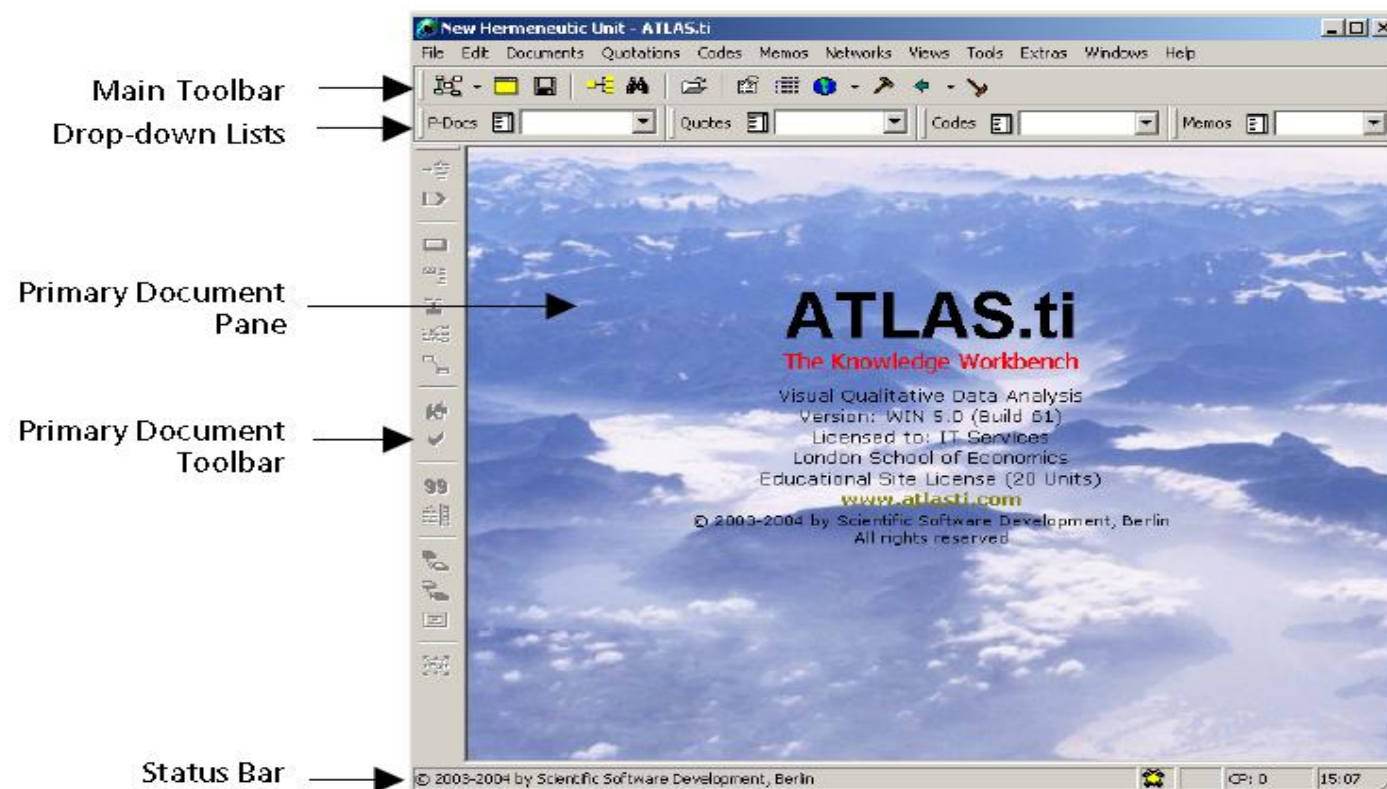 New Hermeneutic Unit - ATLAS.ti
File Edit Documents Quotations Codes Memos Networks Views Tools Extras Windows Help
Main Toolbar
Drop-down Lists
P-Docs Quotes Codes Memos
Primary Document
Pane
ATLAS.ti
The Knowledge Workbench
Visual Qualitative Data Analysis
Version: WIN 5.0 (Build 61)
Licensed to: IT Services
London School of Economics
Educational Site License (20 Units)
www.atlasti.com
© 2003-2004 by Scientific Software Development, Berlin
All rights reserved
Primary Document
Toolbar
Status Bar
© 2003-2004 by Scientific Software Development, Berlin CP: 0 15:07